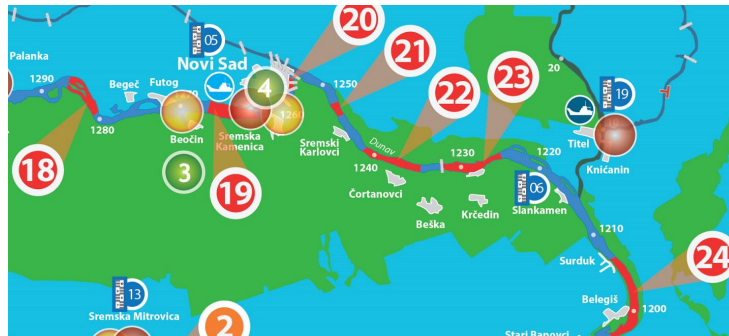 05
20
Palanka
Novi Sad
21
1290
1250
23
20
Begeč
Futog
4
22
19
1280
1260
Beočin
Sremska
Kamenica
Sremski
Karlovci
Dunav
Titel
Kničanin
18
3
19
1240
1230
1220
Čortanovci
06
Slankamen
Beška
Krčedin
1210
Surduk
24
13
Belegiš
1200
Sremska Mitrovica
2
Stari Banovci